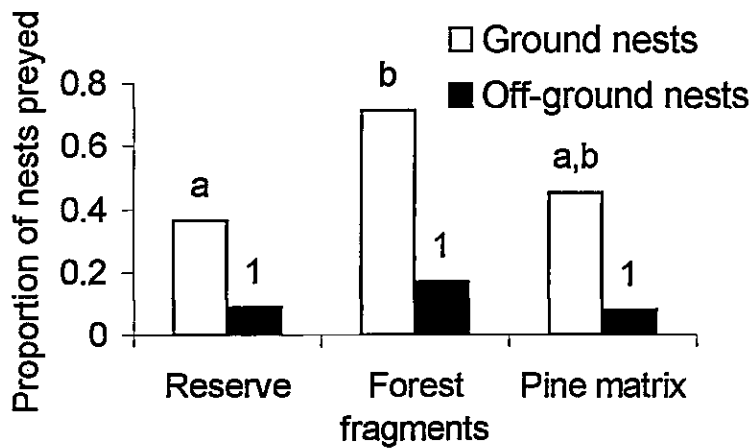 Proportion of nests preyed
Ground nests
Off-ground nests
0.8
0.6
0.4
0.2
0
a
1
b
1
a,b
1
Reserve
Forest
fragments
Pine matrix